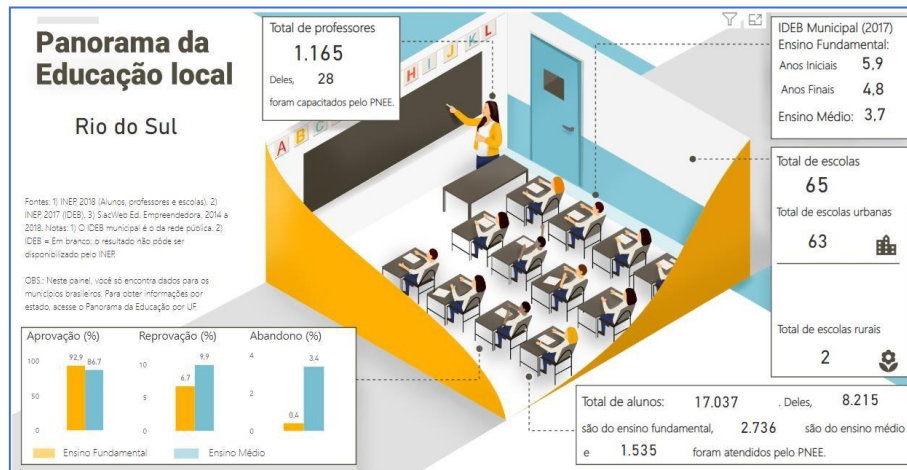 Panorama da
Educação local
Rio do Sul
Fontes: 1) INEP, 2018 (Alunos, professores e escolas). 2)
INEP, 2017 (IDEB). 3) SiacWeb Ed. Empreendedora, 2014 a
2018. Notas: 1) O IDEB municipal é o da rede pública. 2)
IDEB = Em branco: o resultado não pôde ser
disponibilizado pelo INEP.
OBS.: Neste painel, você só encontra dados para os
municípios brasileiros. Para obter informações por
estado, acesse o Panorama da Educação por UF.
Total de professores
1.165
Deles, 28
foram capacitados pelo PNEE.
A B C
H I J K L
IDEB Municipal (2017)
Ensino Fundamental:
Anos Iniciais 5,9
Anos Finais 4,8
Ensino Médio: 3,7
Total de escolas
65
Total de escolas urbanas
63
Total de escolas rurais
2
Aprovação (%)
100
50
0
92,9 86,7
Reprovação (%)
10
5
0
6,7 9,9
Abandono (%)
4
2
0
0,4 3,4
Ensino Fundamental Ensino Médio
Total de alunos: 17.037 . Deles, 8.215
são do ensino fundamental, 2.736 são do ensino médio
e 1.535 foram atendidos pelo PNEE.